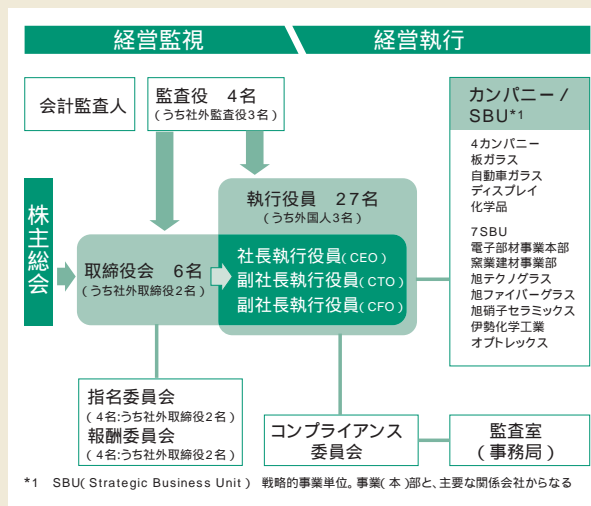 経営監視
経営執行
会計監査人
監査役 4名
(うち社外監査役3名)
カンパニー /
SBU*1
4カンパニー
板ガラス
自動車ガラス
ディスプレイ
化学品
7SBU
電子部材事業本部
窯業建材事業部
旭テクノグラス
旭ファイバーグラス
旭硝子セラミックス
伊勢化学工業
オプトレックス
執行役員 27名
(うち外国人3名)
株主総会
取締役会 6名
(うち社外取締役2名)
社長執行役員(CEO)
副社長執行役員(CTO)
副社長執行役員(CFO)
指名委員会
(4名:うち社外取締役2名)
報酬委員会
(4名:うち社外取締役2名)
コンプライアンス
委員会
監査室
(事務局)
*1 SBU(Strategic Business Unit) 戦略的事業単位。事業(本)部と、主要な関係会社からなる